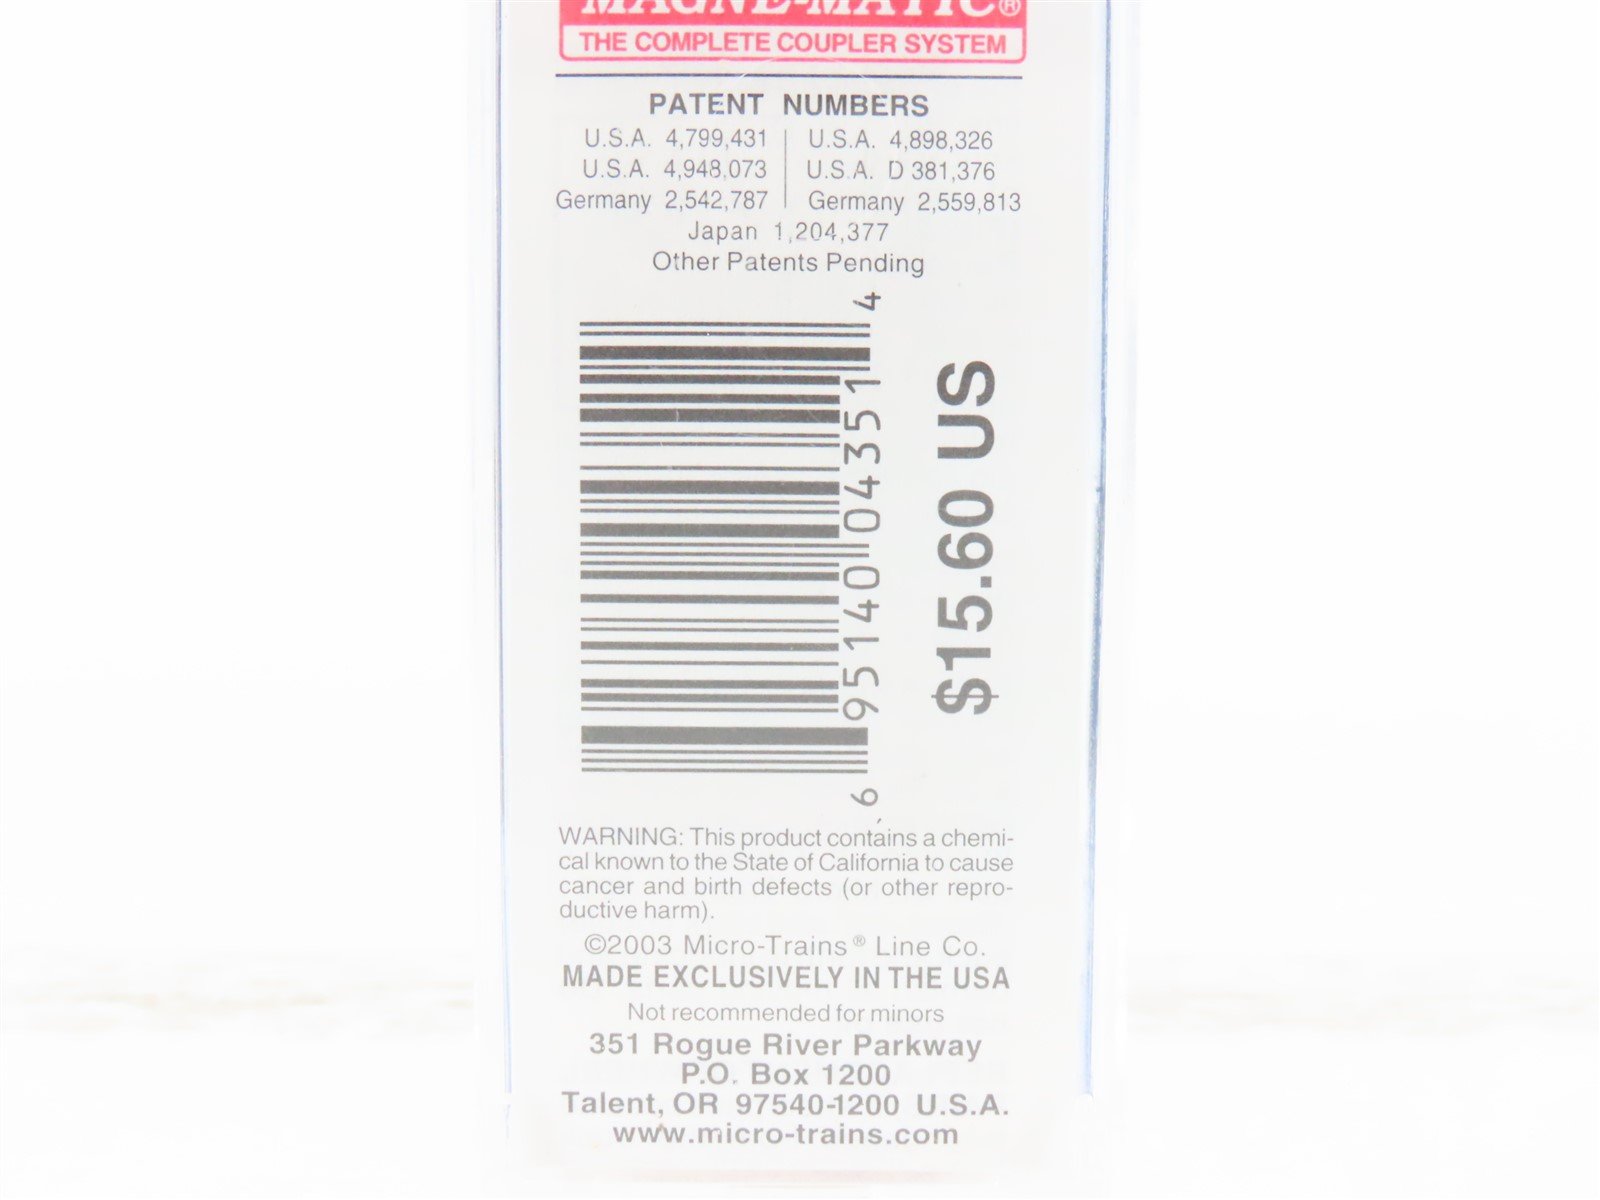 MAGNE-MATIC®
THE COMPLETE COUPLER SYSTEM
PATENT NUMBERS
U.S.A. 4,799,431 | U.S.A. 4,898,326
U.S.A. 4,948,073 | U.S.A. D 381,376
Germany 2,542,787 | Germany 2,559,813
Japan 1,204,377
Other Patents Pending
6 95140 04351 4
$15.60 US
WARNING: This product contains a chemi-
cal known to the State of California to cause
cancer and birth defects (or other repro-
ductive harm).
©2003 Micro-Trains® Line Co.
MADE EXCLUSIVELY IN THE USA
Not recommended for minors
351 Rogue River Parkway
P.O. Box 1200
Talent, OR 97540-1200 U.S.A.
www.micro-trains.com